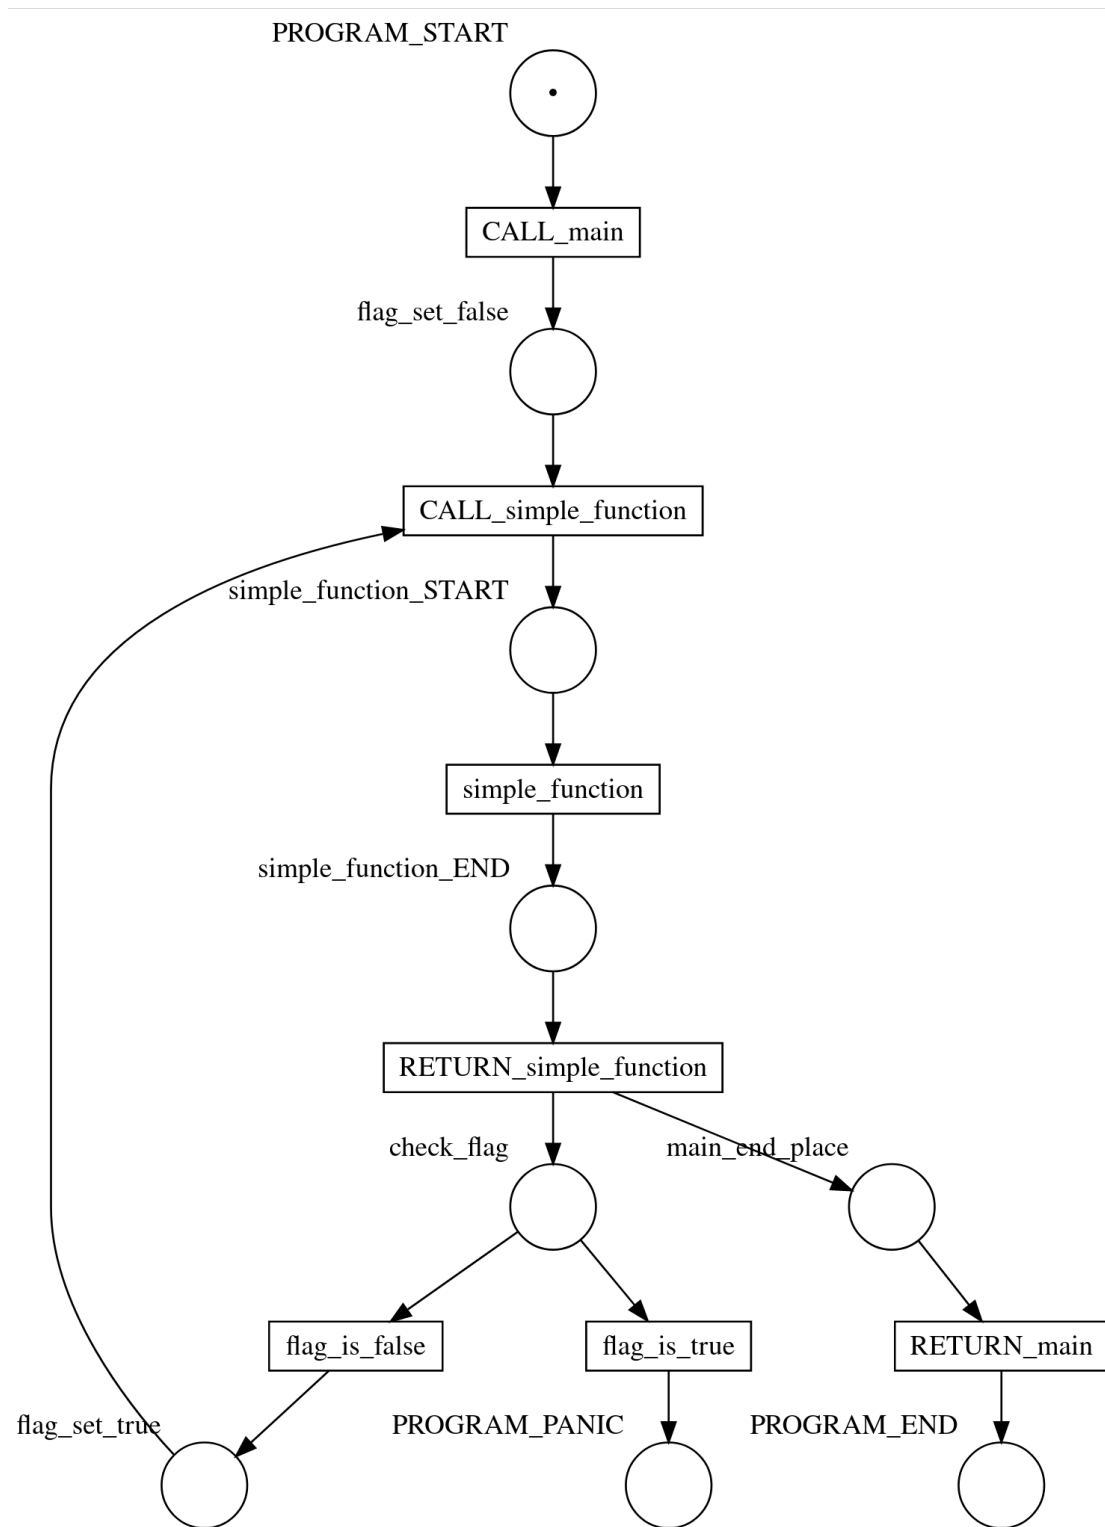 PROGRAM_START
CALL_main
flag_set_false
CALL_simple_function
simple_function_START
simple_function
simple_function_END
RETURN_simple_function
check_flag
main_end_place
flag_is_false
flag_is_true
RETURN_main
flag_set_true
PROGRAM_PANIC
PROGRAM_END